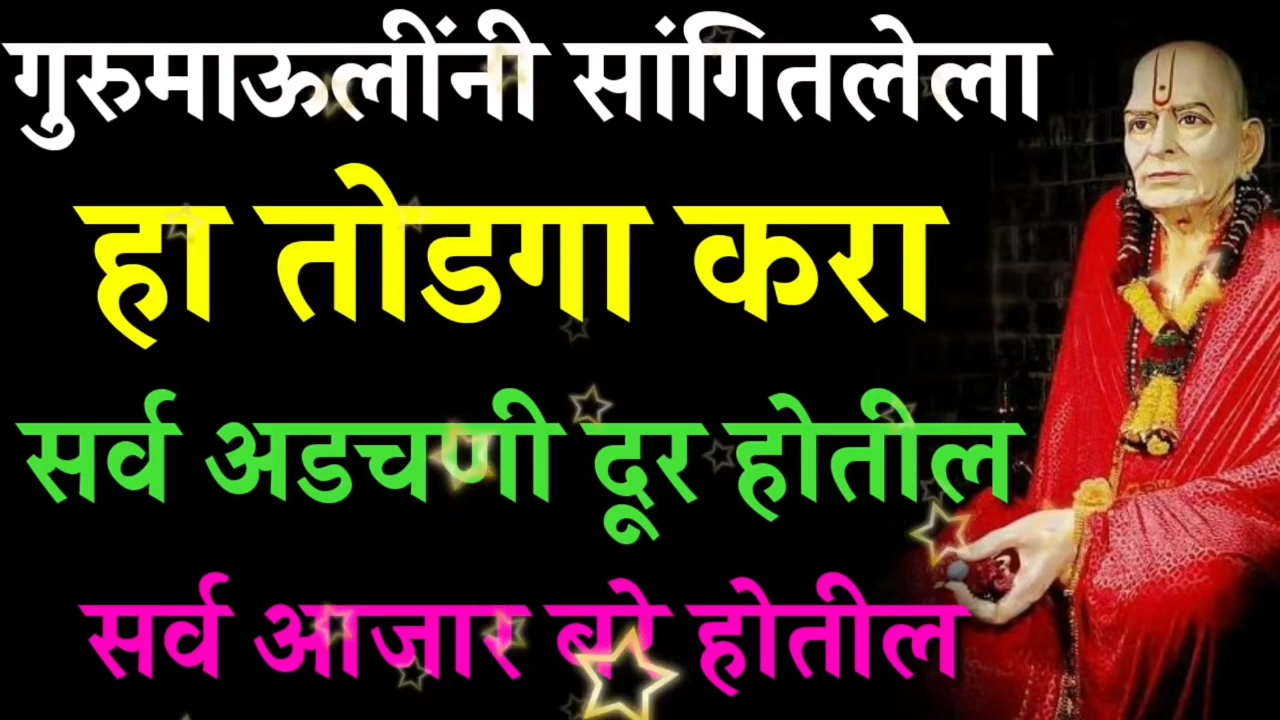 गुरुमाऊलींनी सांगितलेला
हा तोडगा करा
सर्व अडचणी दूर होतील
सर्व आजार बरे होतील